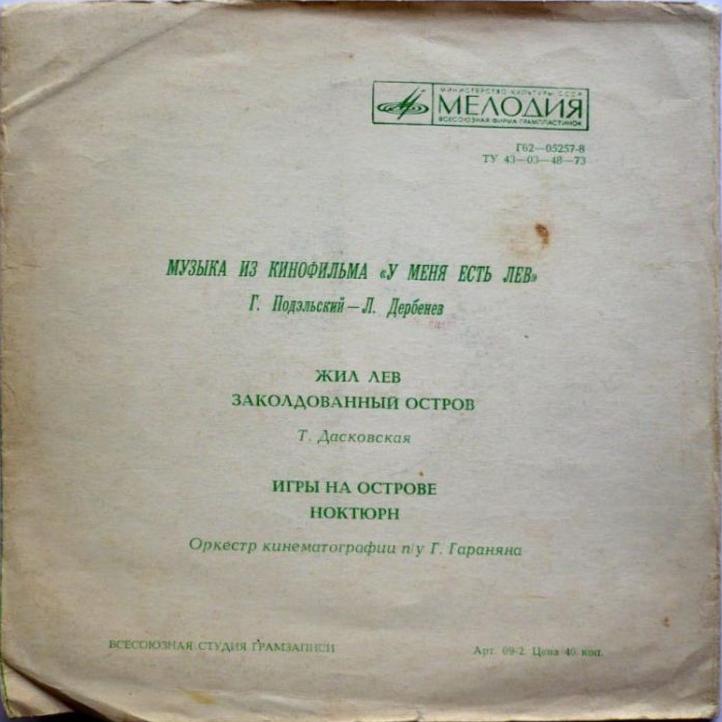 МИНИСТЕРСТВО КУЛЬТУРЫ СССР
МЕЛОДИЯ
ВСЕСОЮЗНАЯ ФИРМА ГРАМПЛАСТИНОК
Г62—05257-8
ТУ 43—03—48—73
МУЗЫКА ИЗ КИНОФИЛЬМА «У МЕНЯ ЕСТЬ ЛЕВ»
Г. Подэльский — Л. Дербенев
ЖИЛ ЛЕВ
ЗАКОЛДОВАННЫЙ ОСТРОВ
Т. Дасковская
ИГРЫ НА ОСТРОВЕ
НОКТЮРН
Оркестр кинематографии п/у Г. Гараняна
ВСЕСОЮЗНАЯ СТУДИЯ ГРАМЗАПИСИ
Арт. 09-2. Цена 40 коп.